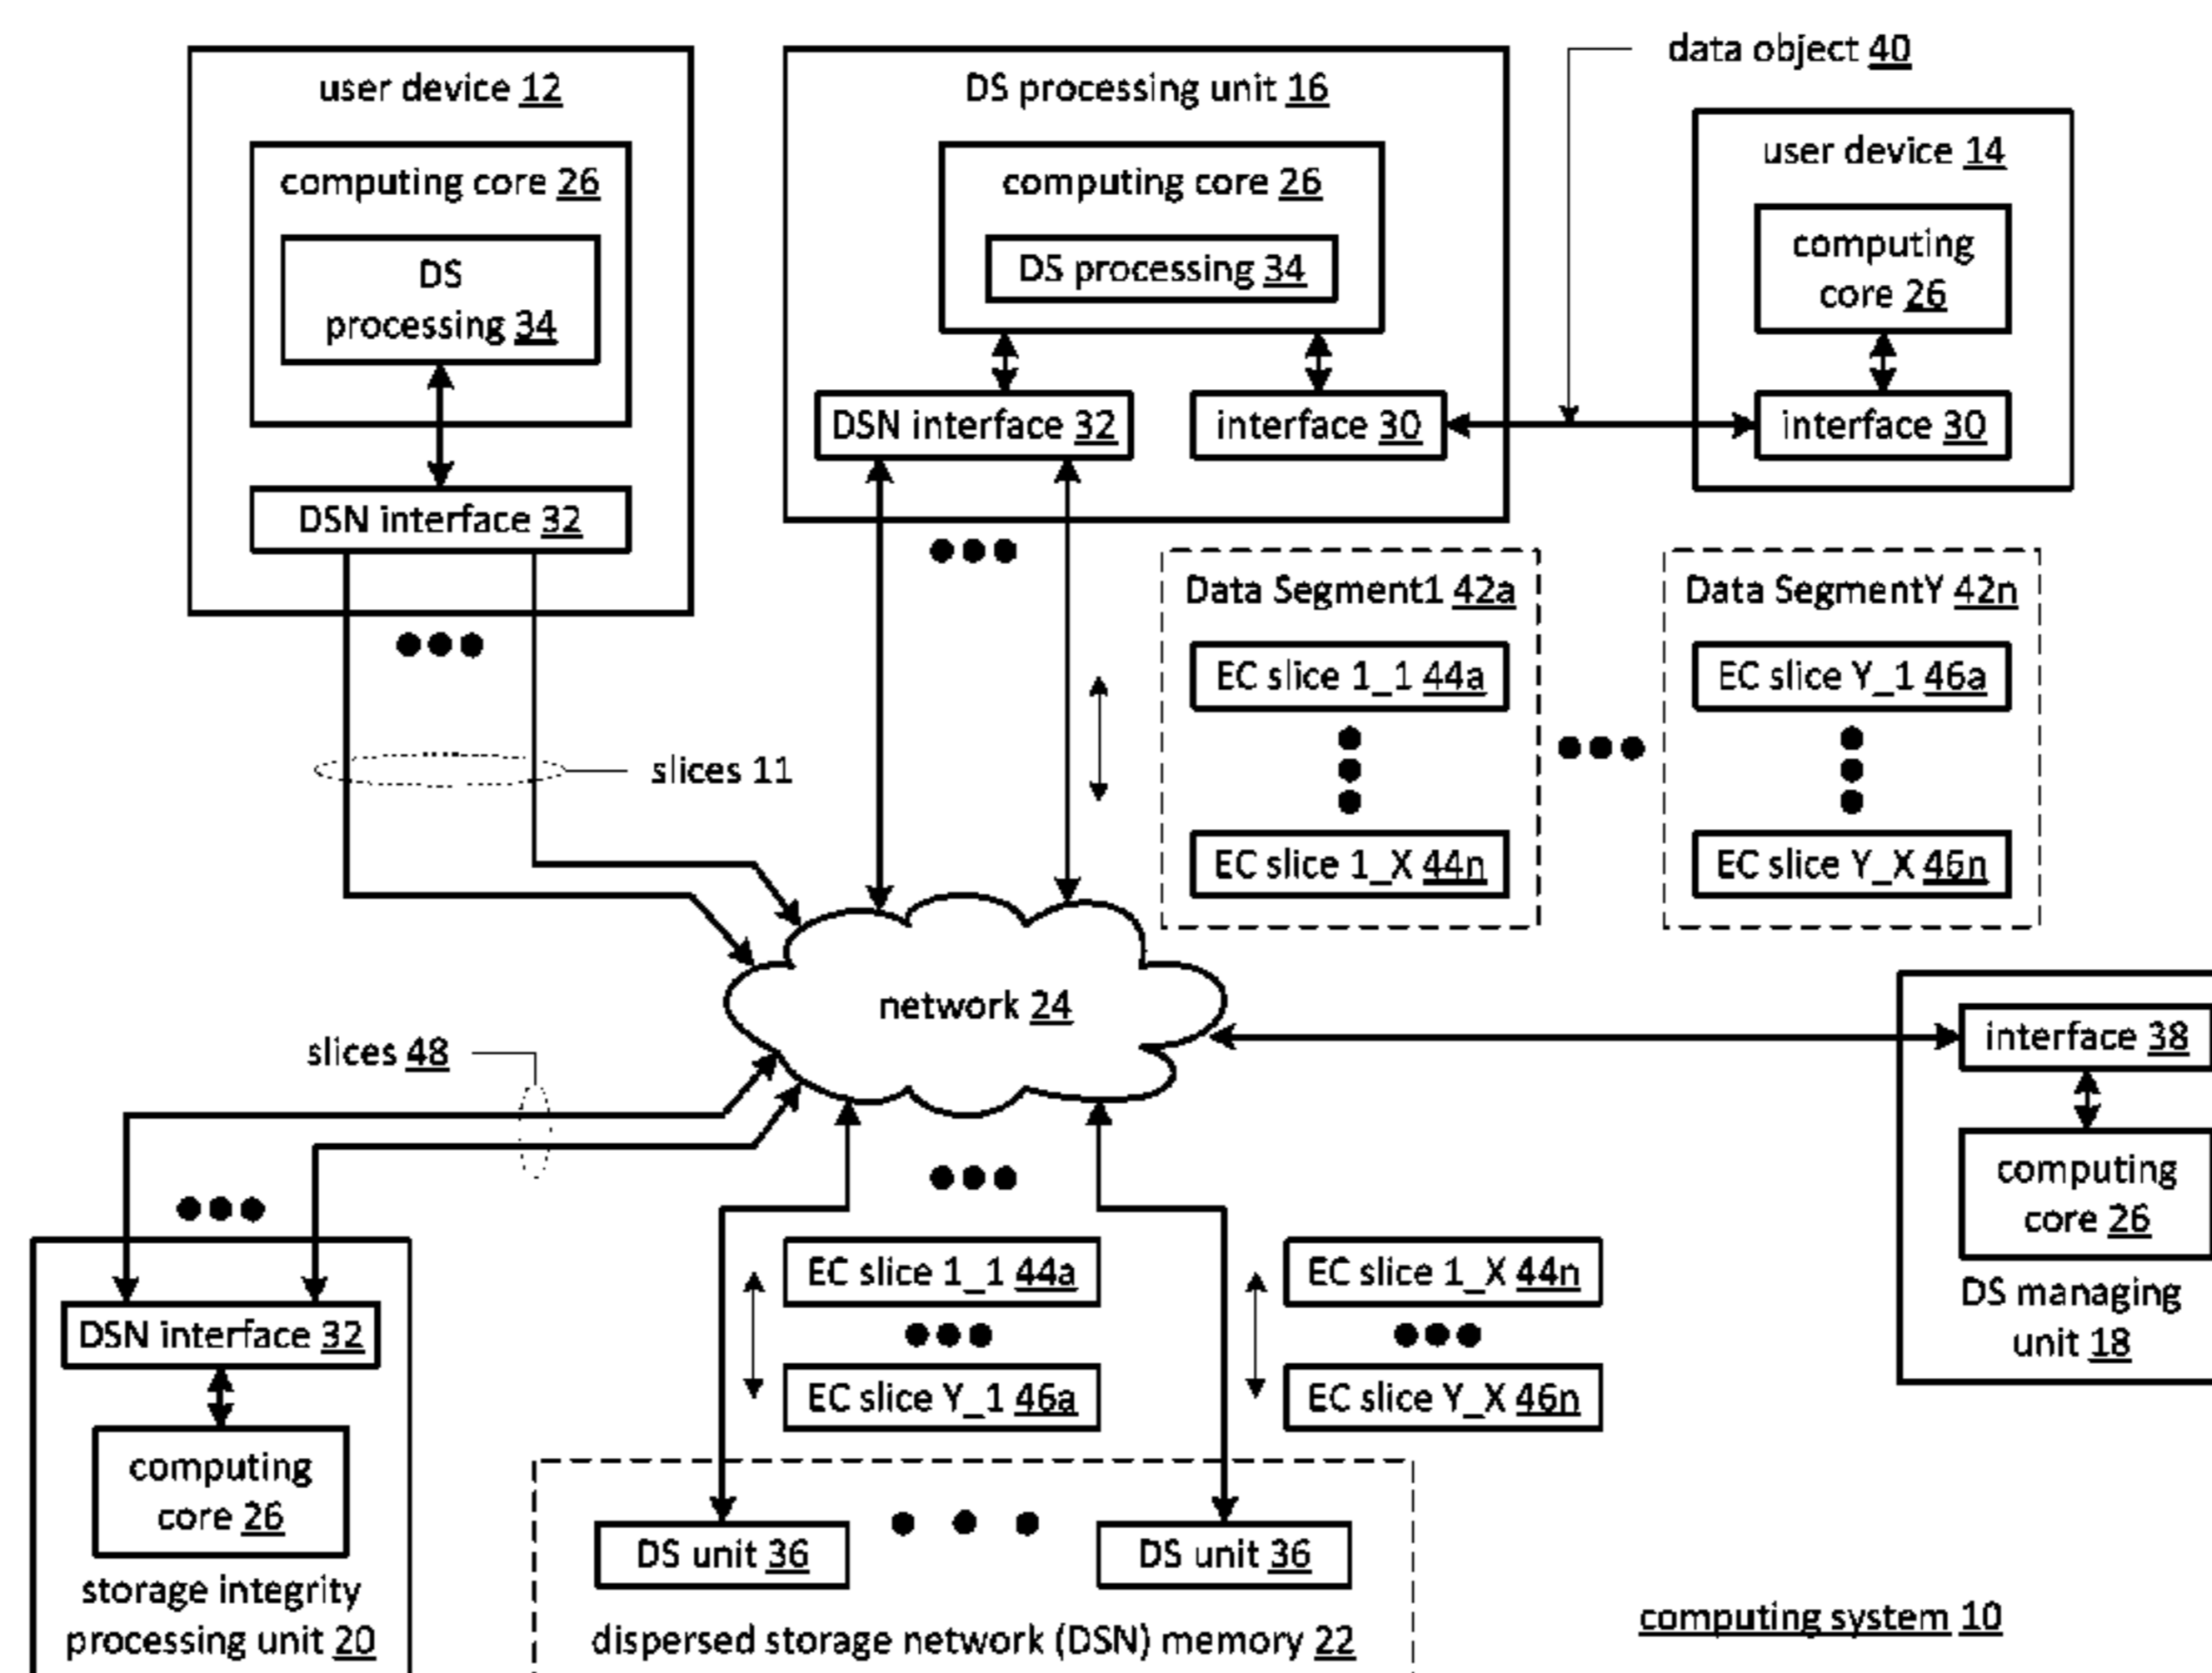 data object 40
user device 12
computing core 26
DS
processing 34
DSN interface 32
DS processing unit 16
computing core 26
DS processing 34
DSN interface 32
interface 30
user device 14
computing
core 26
interface 30
Data Segment1 42a
EC slice 1_1 44a
EC slice 1_X 44n
Data SegmentY 42n
EC slice Y_1 46a
EC slice Y_X 46n
slices 11
network 24
slices 48
interface 38
computing
core 26
DS managing
unit 18
EC slice 1_1 44a
EC slice Y_1 46a
EC slice 1_X 44n
EC slice Y_X 46n
DSN interface 32
computing
core 26
storage integrity
processing unit 20
DS unit 36
DS unit 36
dispersed storage network (DSN) memory 22
computing system 10